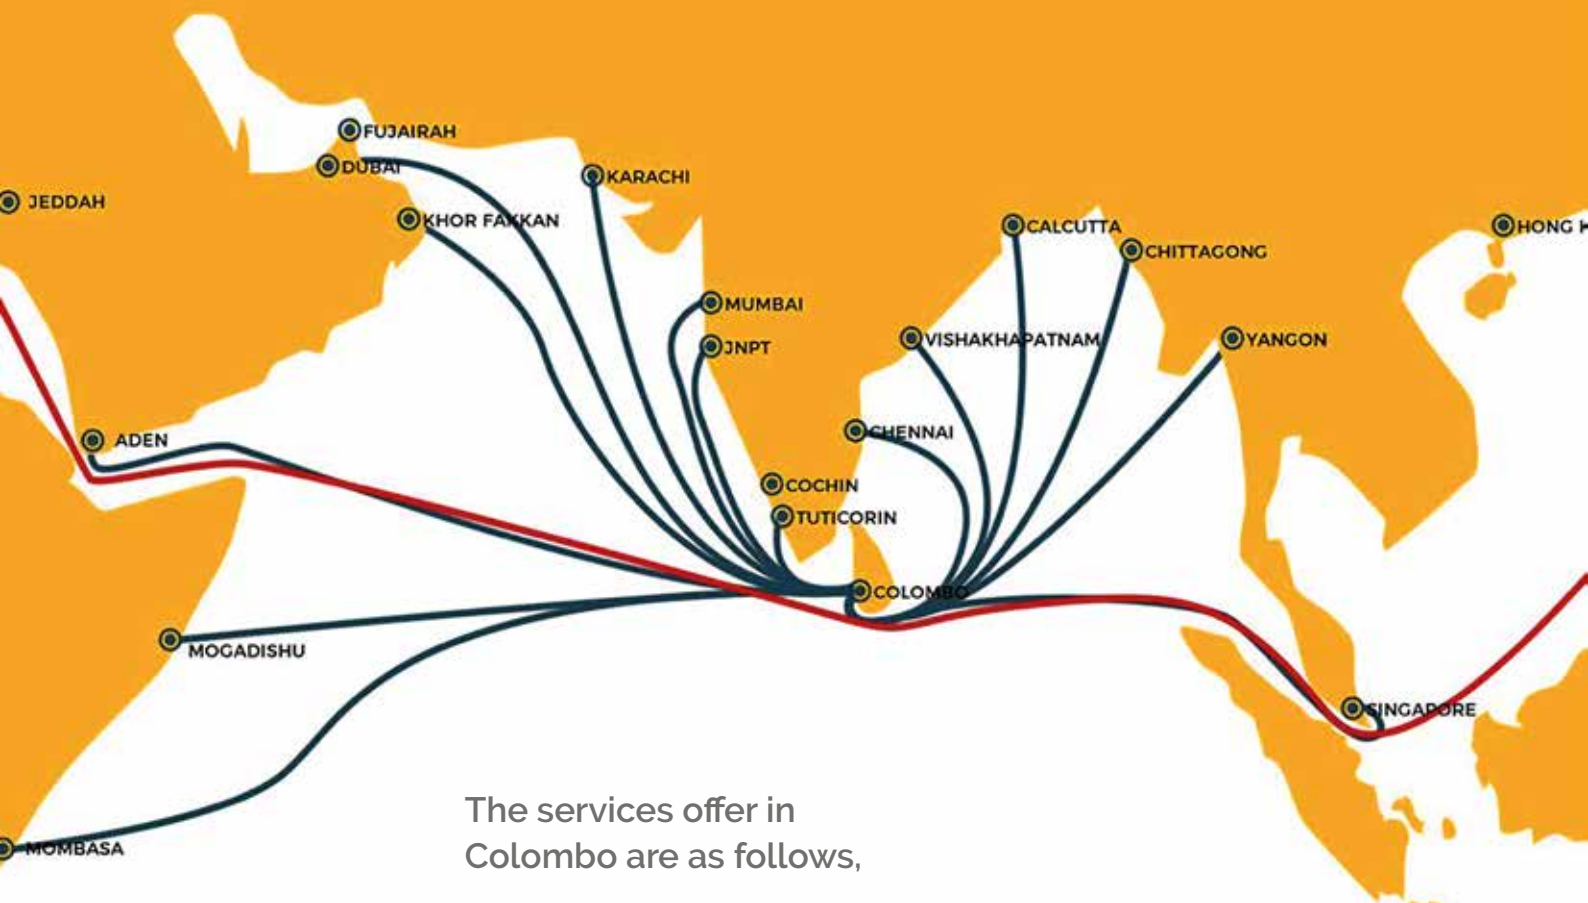 FUJAIRAH
DUBAI
KARACHI
JEDDAH
KHOR FAKKAN
CALCUTTA
HONG K
CHITTAGONG
MUMBAI
VISHAKHAPATNAM
YANGON
JNPT
CHENNAI
ADEN
COCHIN
TUTICORIN
COLOMBO
MOGADISHU
SINGAPORE
The services offer in
Colombo are as follows,
MOMBASA